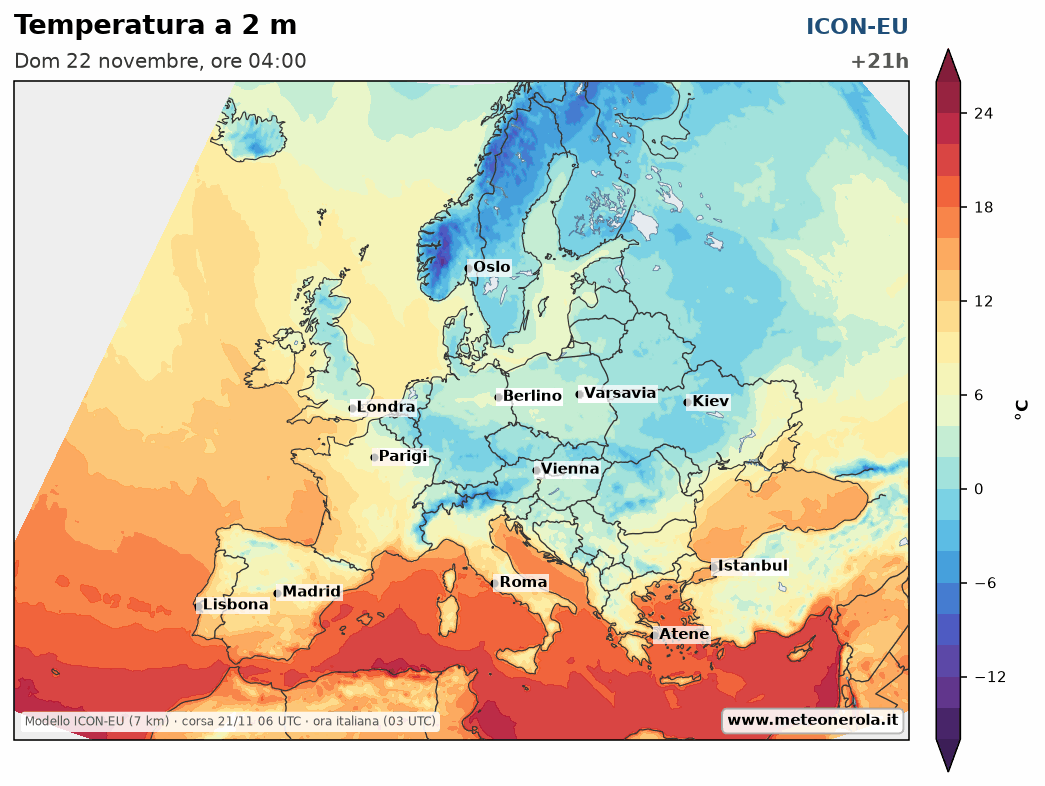 Temperatura a 2 m
ICON-EU
Dom 22 novembre, ore 04:00
+21h
24
18
12
6
0
−6
−12
°C
Oslo
Londra
Berlino
Varsavia
Kiev
Parigi
Vienna
Istanbul
Roma
Madrid
Lisbona
Atene
Modello ICON-EU (7 km) · corsa 21/11 06 UTC · ora italiana (03 UTC)
www.meteonerola.it